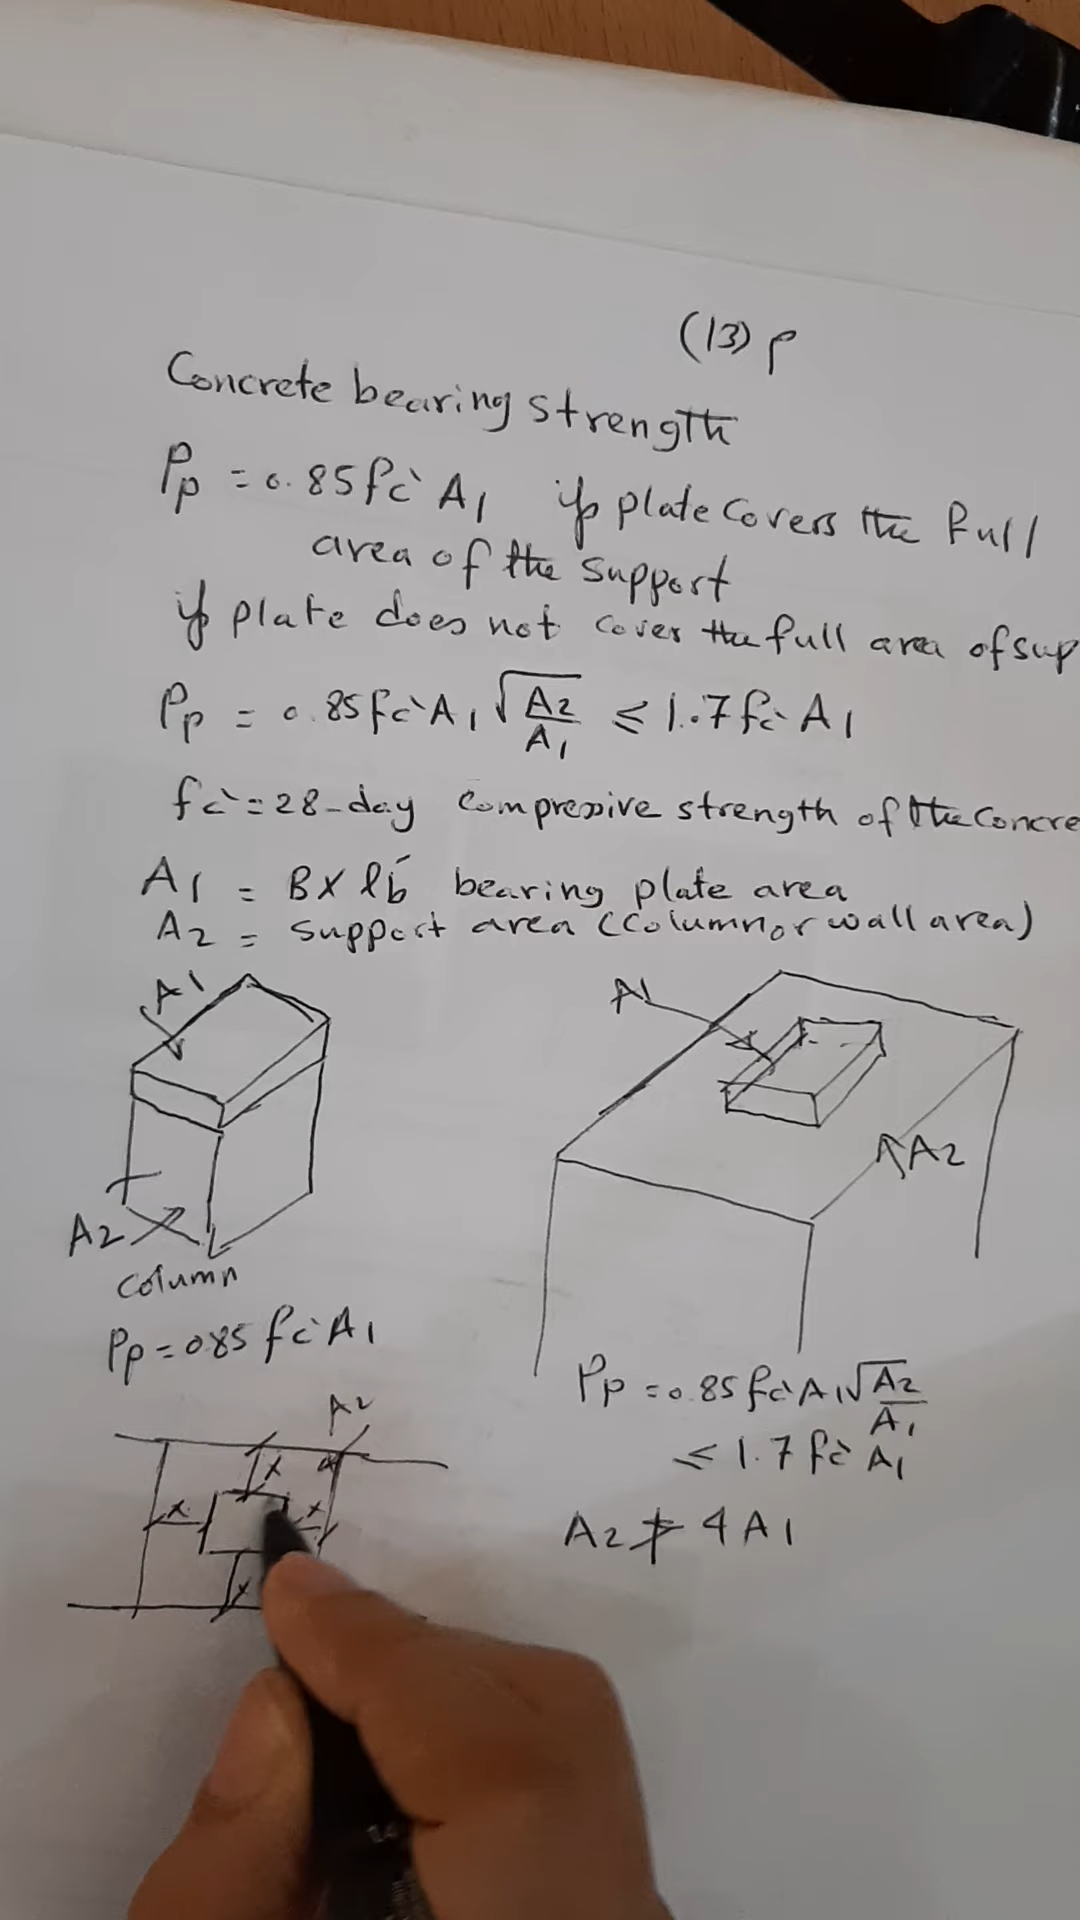 (13)
Concrete bearing strength
Pp = 0.85 fc' A1 if plate covers the full
area of the support
if plate does not cover the full area of sup
Pp = 0.85 fc' A1 √(A2/A1) ≤ 1.7 fc' A1
fc' = 28-day compressive strength of the Concre
A1 = B x lb' bearing plate area
A2 = support area (Column or wall area)
A1
A2
Column
Pp = 0.85 fc' A1
A1
A2
Pp = 0.85 fc' A1 √(A2/A1)
≤ 1.7 fc' A1
A2 ≯ 4 A1
A2
x
x
x
x